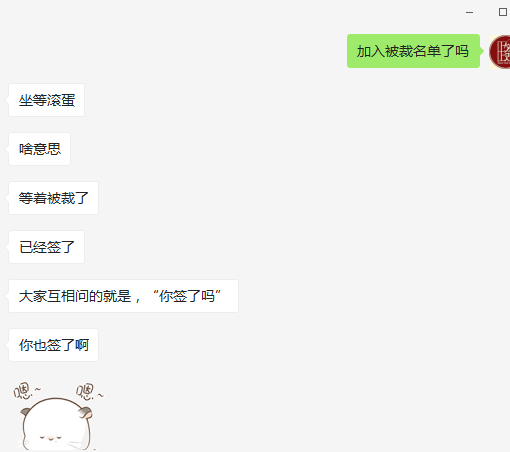 加入被裁名单了吗
坐等滚蛋
啥意思
等着被裁了
已经签了
大家互相问的就是，“你签了吗”
你也签了啊
嗯~ 嗯~